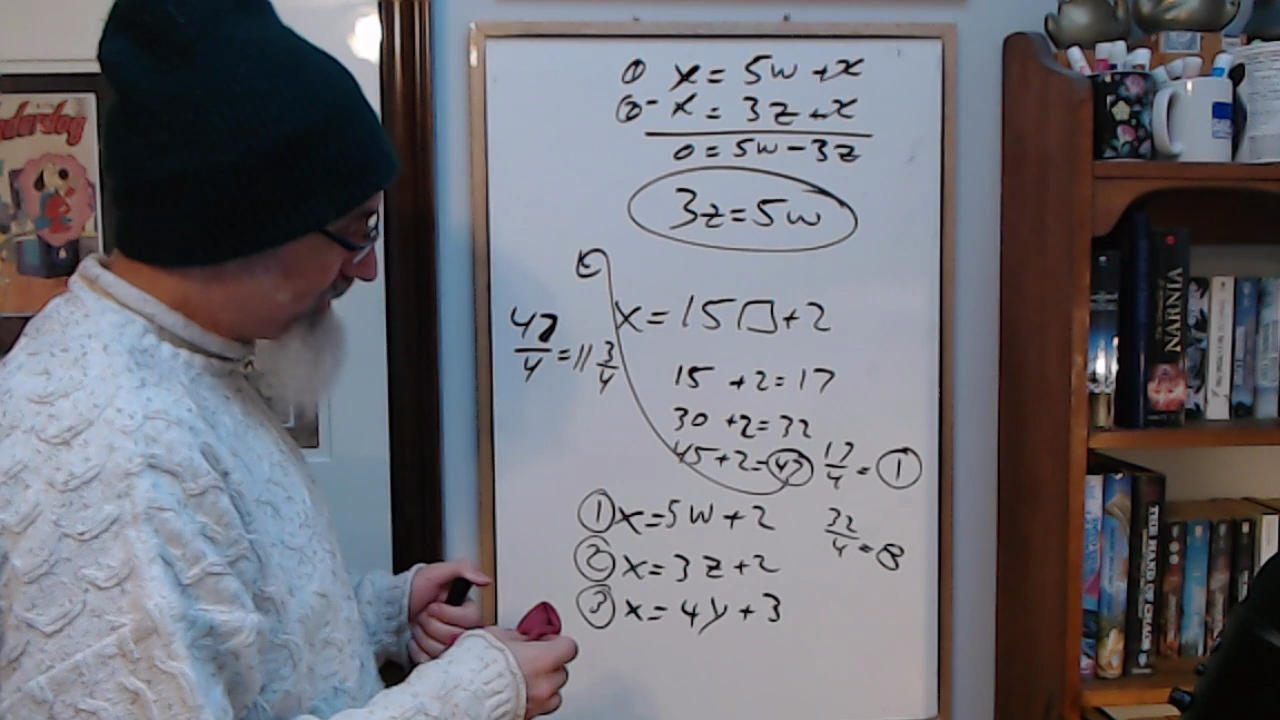 ① x = 5w + x
② - x = 3z + x
0 = 5w - 3z
3z = 5w
x = 15□ + 2
47/4 = 11 3/4
15 + 2 = 17
30 + 2 = 32
45 + 2 = 47
17/4 = 1
32/4 = 8
① x = 5w + 2
② x = 3z + 2
③ x = 4y + 3
NARNIA